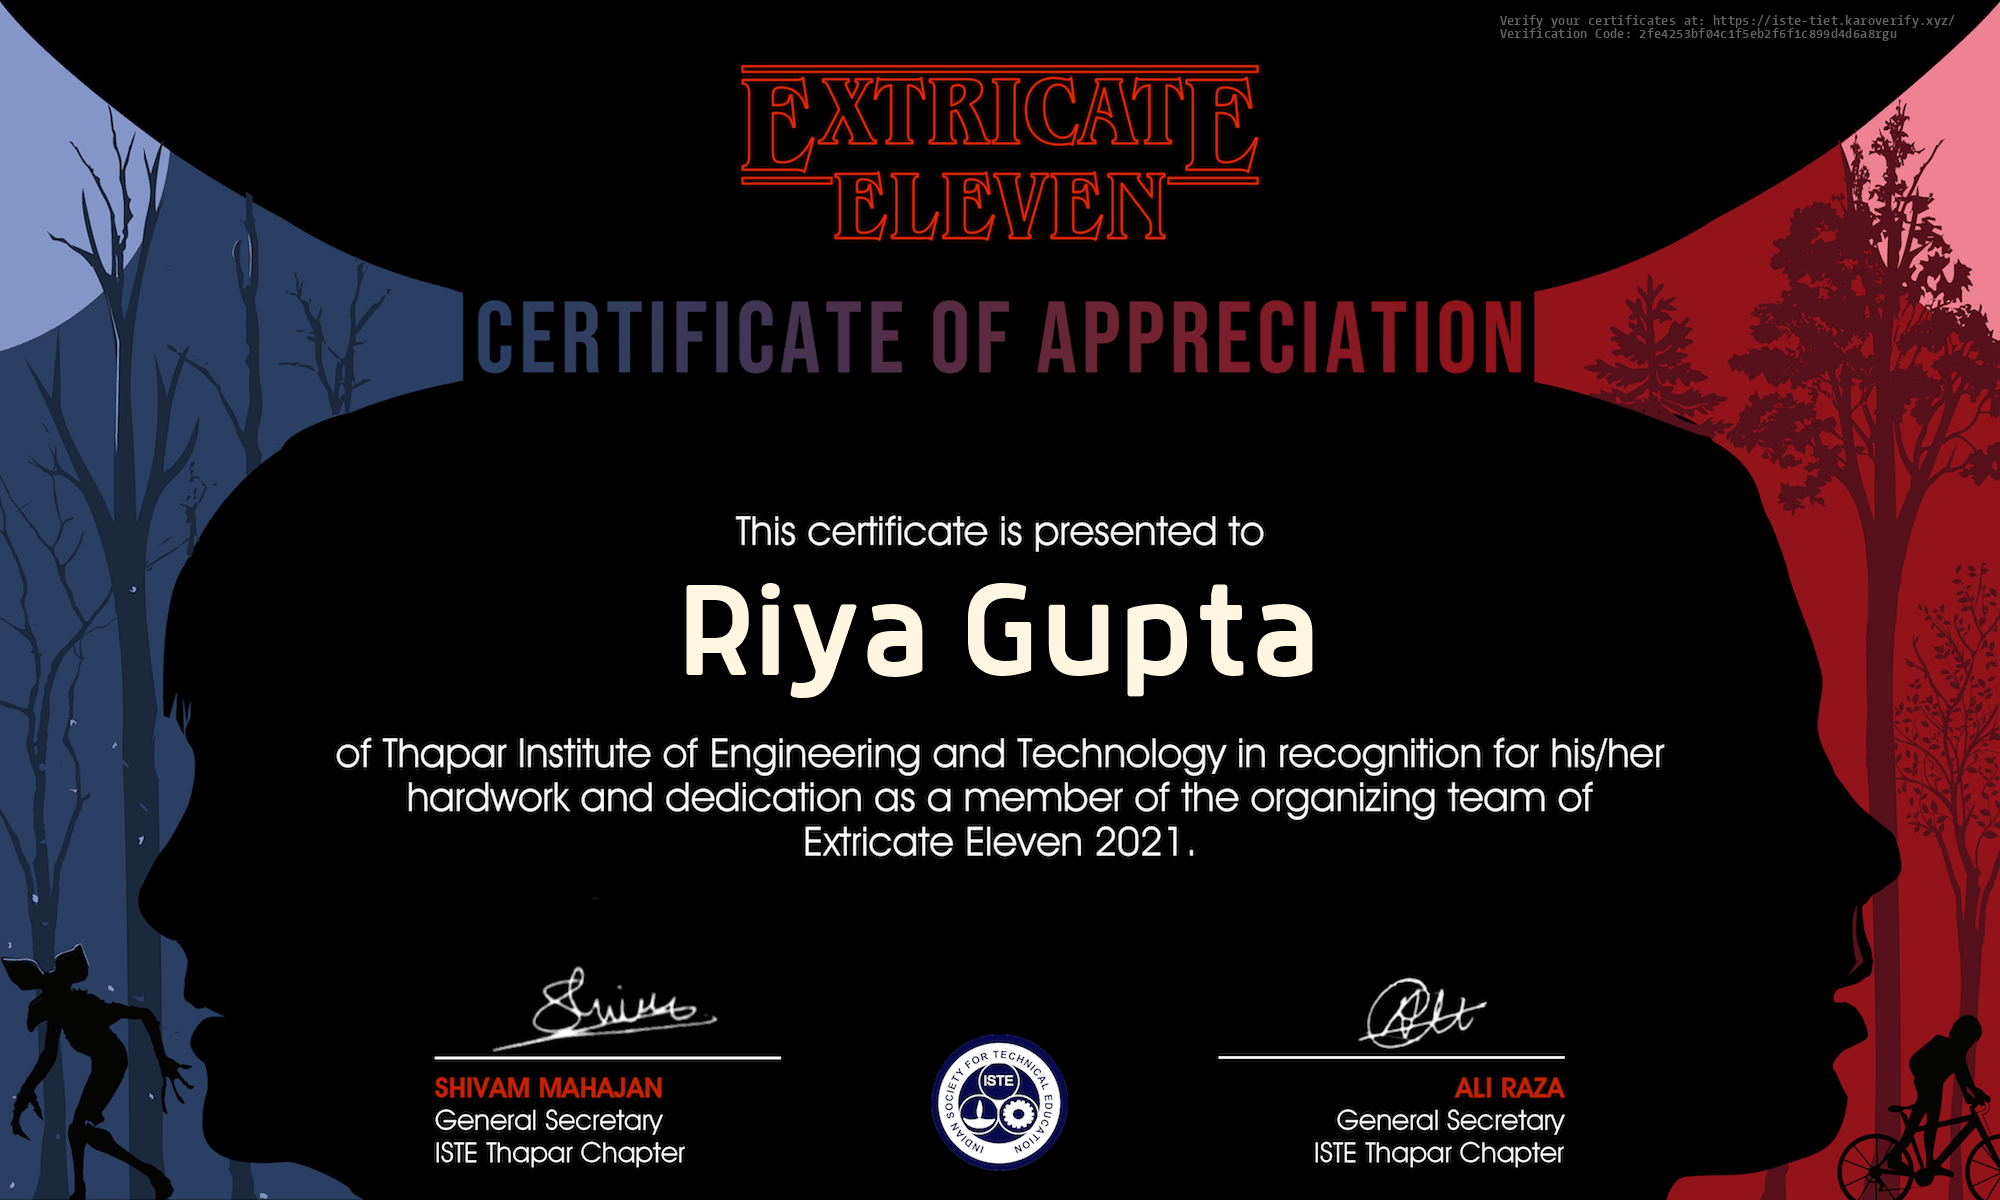 Verify your certificates at: https://iste-tiet.karoverify.xyz/
Verification Code: 2fe4253bf04c1f5eb2f6f1c899d4d6a8rgu
EXTRICATE
ELEVEN
CERTIFICATE OF APPRECIATION
This certificate is presented to
Riya Gupta
of Thapar Institute of Engineering and Technology in recognition for his/her
hardwork and dedication as a member of the organizing team of
Extricate Eleven 2021.
SHIVAM MAHAJAN
General Secretary
ISTE Thapar Chapter
INDIAN SOCIETY FOR TECHNICAL EDUCATION
ISTE
ALI RAZA
General Secretary
ISTE Thapar Chapter